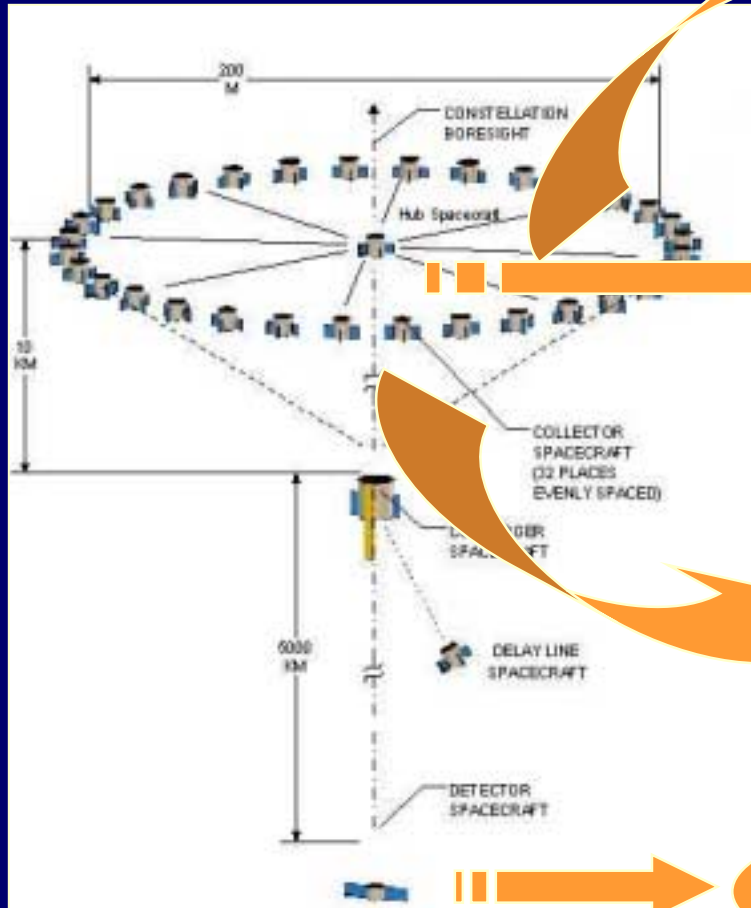 200
M
CONSTELLATION
BORESIGHT
Hub Spacecraft
10
KM
COLLECTOR
SPACECRAFT
(32 PLACES
EVENLY SPACED)
SPACECRAFT
5000
KM
DELAY LINE
SPACECRAFT
DETECTOR
SPACECRAFT